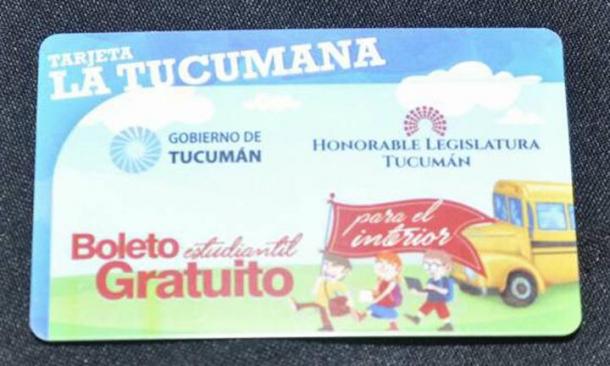 TARJETA
LA TUCUMANA
GOBIERNO DE
TUCUMÁN
HONORABLE LEGISLATURA
TUCUMÁN
Boleto estudiantil
Gratuito
para el
interior